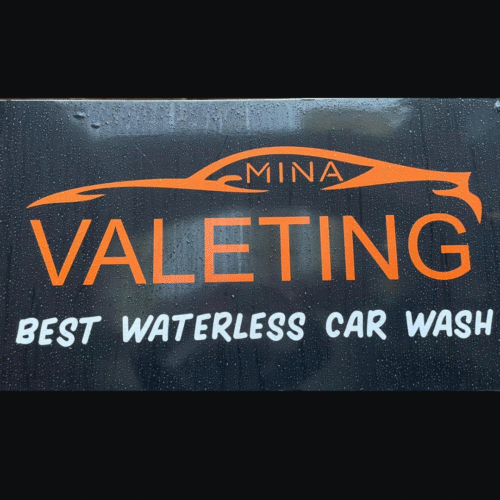 MINA
VALETING
BEST WATERLESS CAR WASH